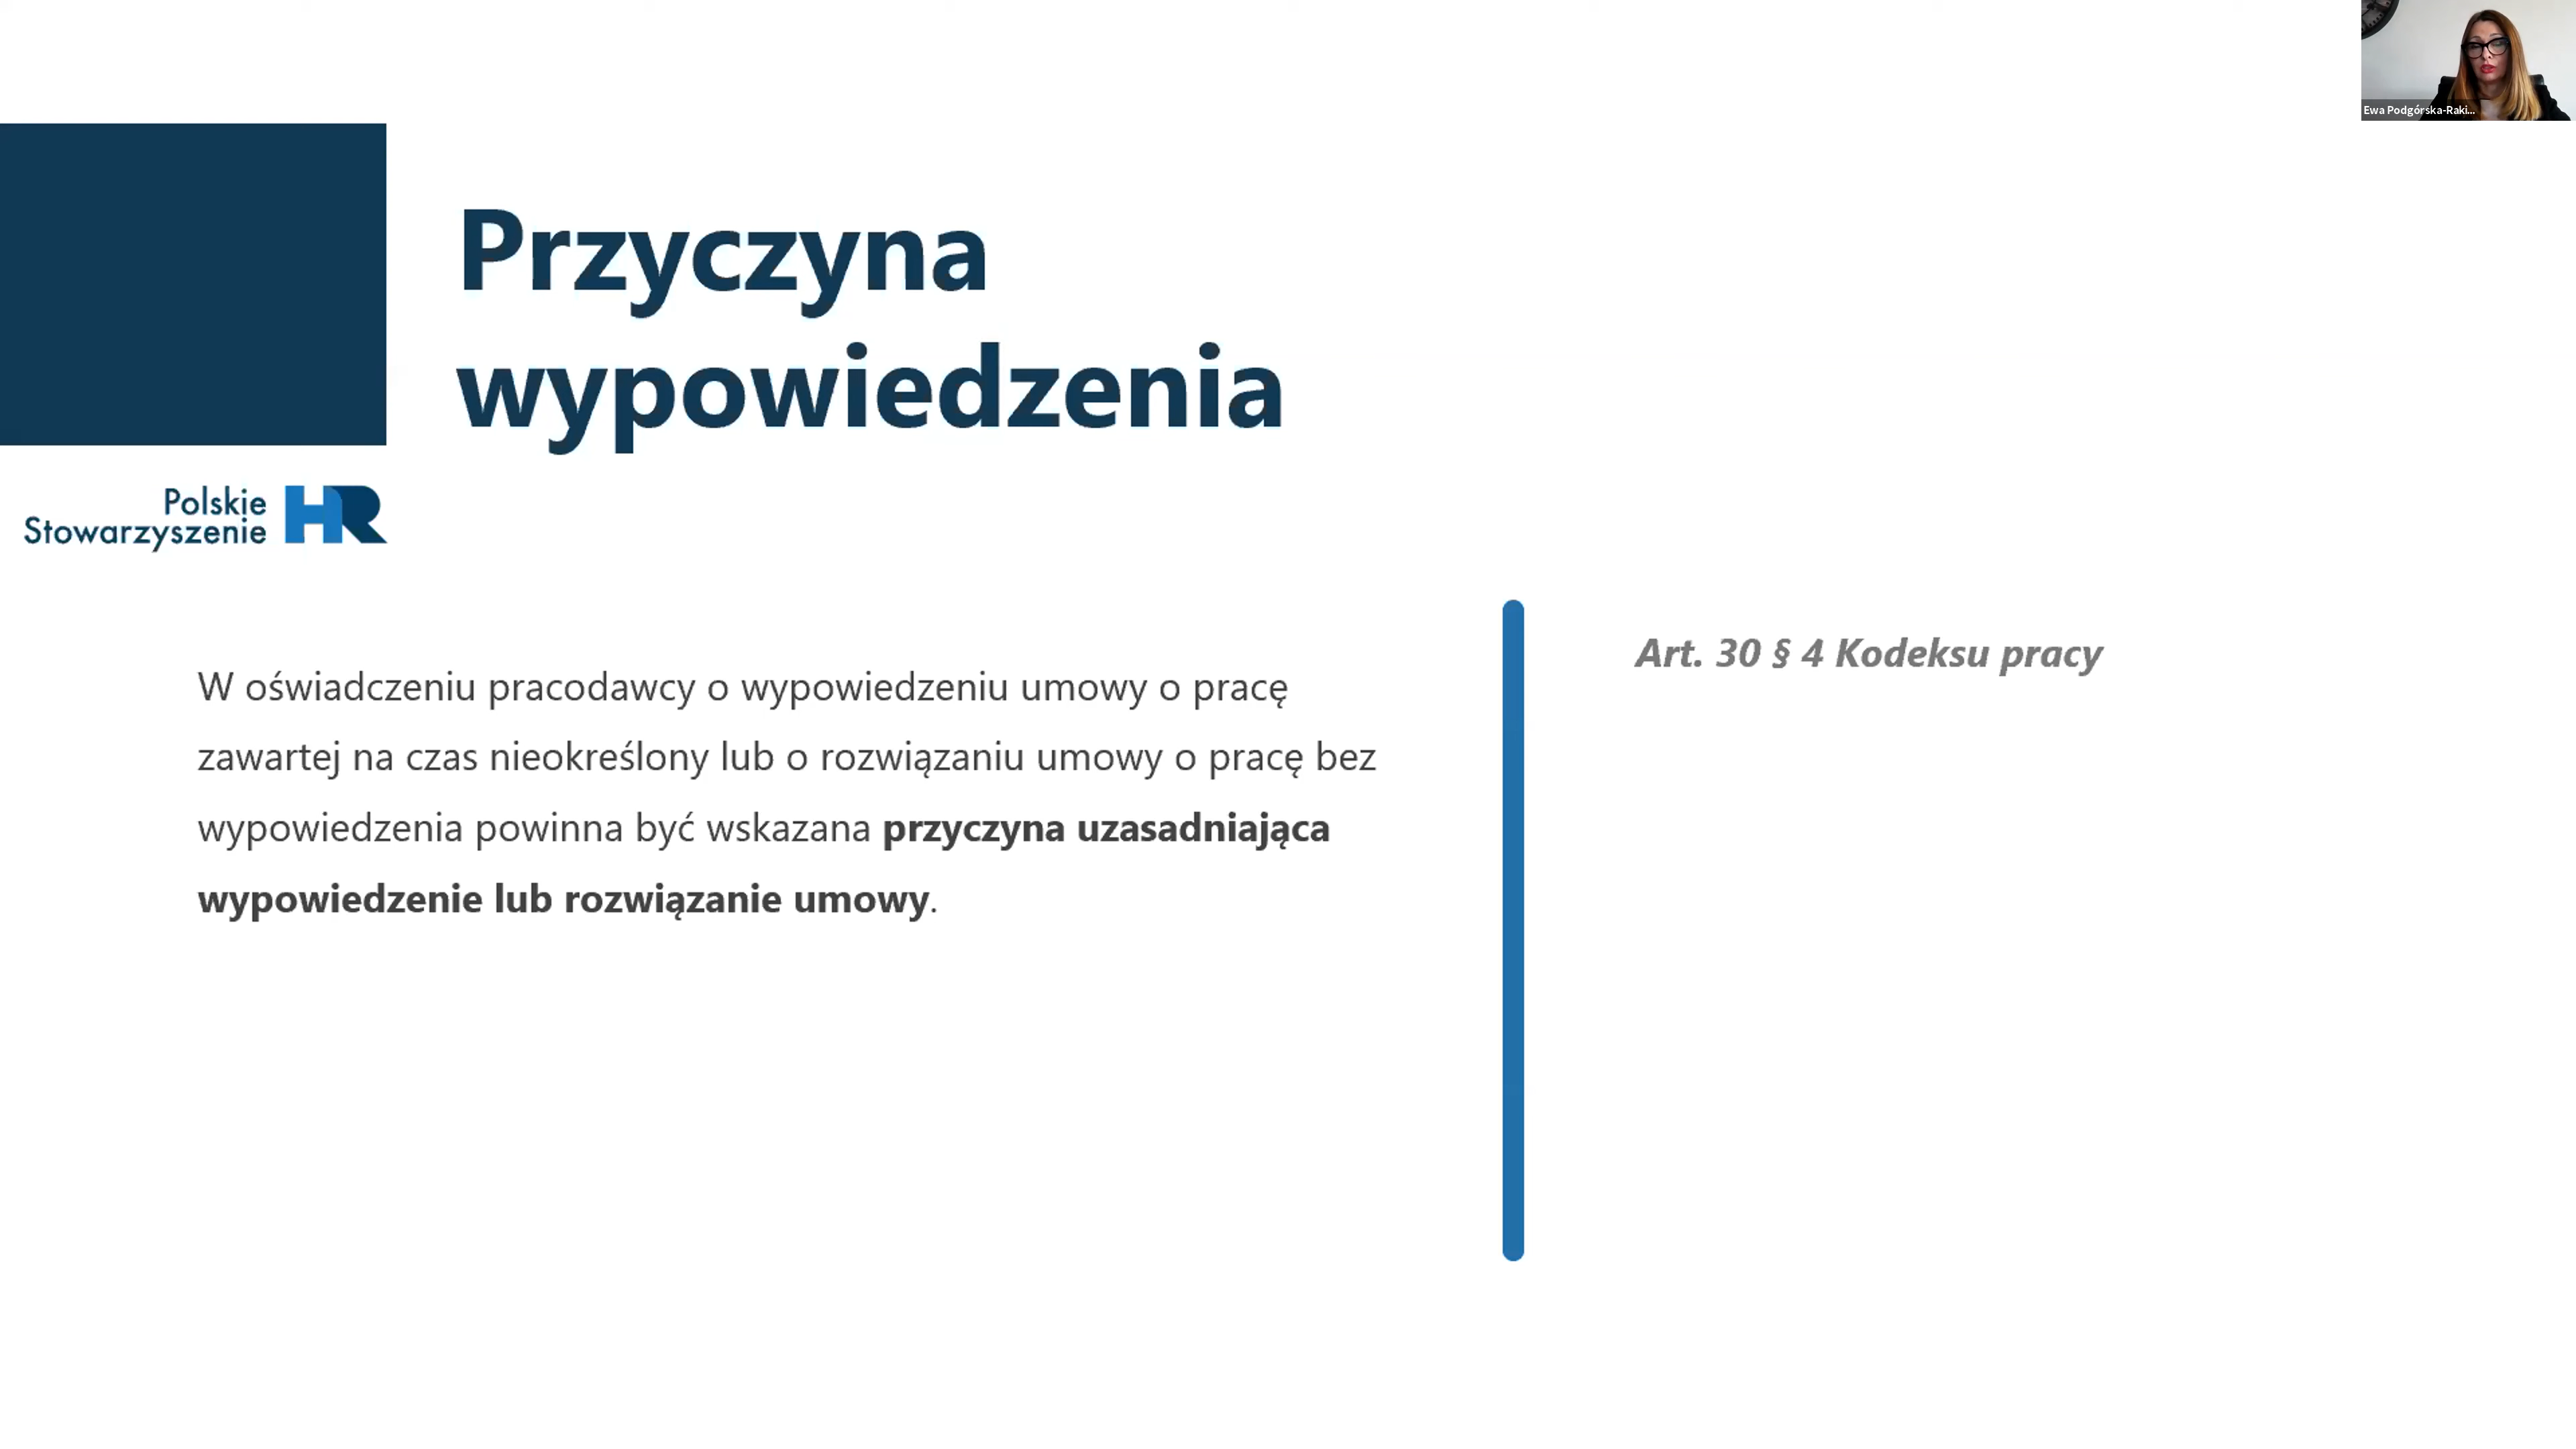 Ewa Podgórska-Raki...
Przyczyna
wypowiedzenia
Polskie
Stowarzyszenie HR
W oświadczeniu pracodawcy o wypowiedzeniu umowy o pracę
zawartej na czas nieokreślony lub o rozwiązaniu umowy o pracę bez
wypowiedzenia powinna być wskazana przyczyna uzasadniająca
wypowiedzenie lub rozwiązanie umowy.
Art. 30 § 4 Kodeksu pracy